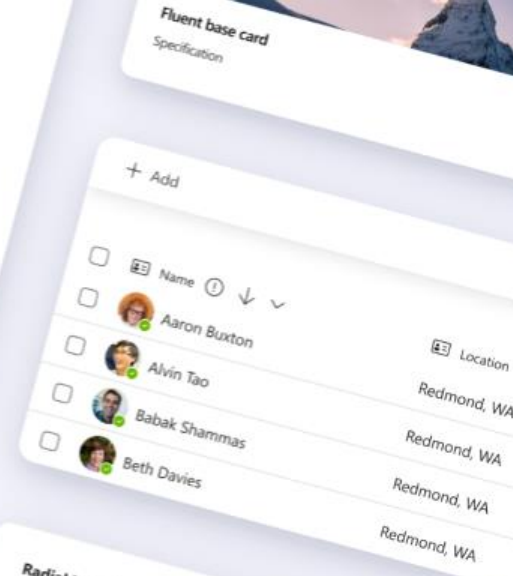 Fluent base card
Specification
Add
Name
Location
Aaron Buxton
Redmond, WA
Alvin Tao
Redmond, WA
Babak Shammas
Redmond, WA
Beth Davies
Redmond, WA